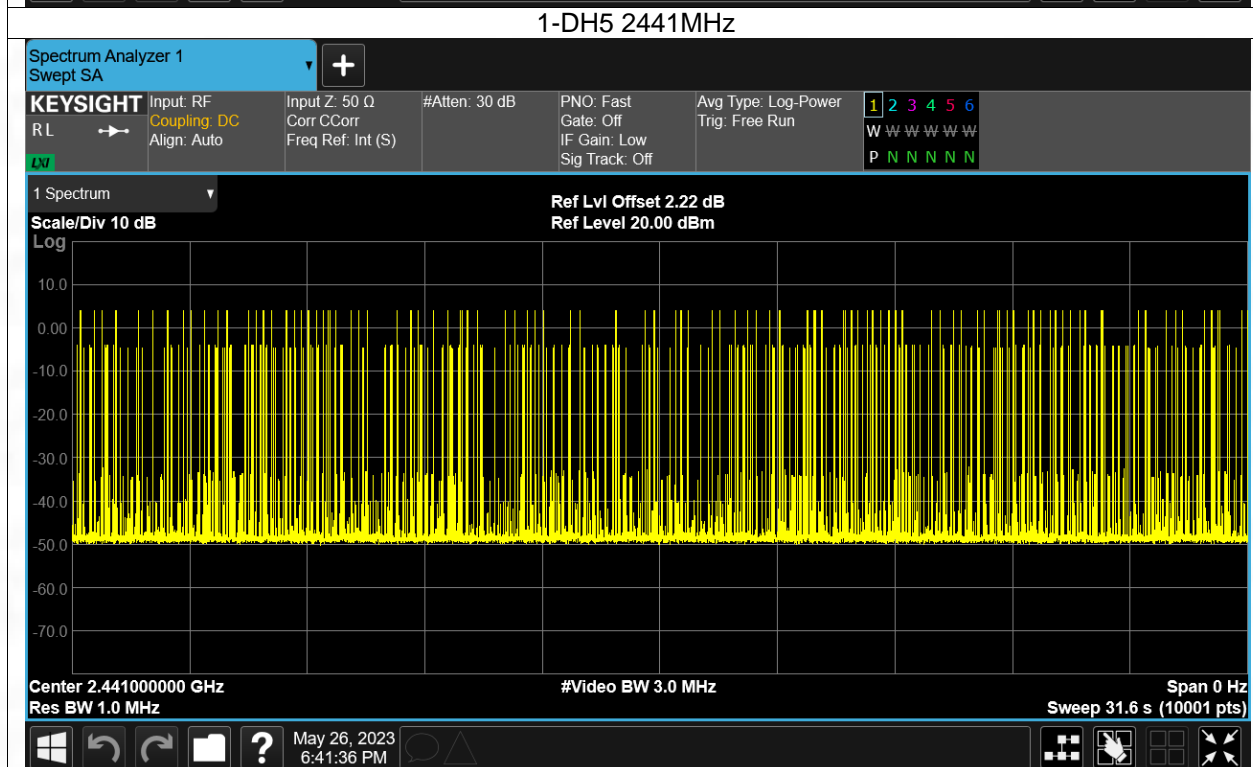 1-DH5 2441MHz
Spectrum Analyzer 1
Swept SA
KEYSIGHT
RL
LXI
Input: RF
Coupling: DC
Align: Auto
Input Z: 50 Ω
Corr CCorr
Freq Ref: Int (S)
#Atten: 30 dB
PNO: Fast
Gate: Off
IF Gain: Low
Sig Track: Off
Avg Type: Log-Power
Trig: Free Run
1 2 3 4 5 6
W W W W W W
P N N N N N
1 Spectrum
Scale/Div 10 dB
Ref Lvl Offset 2.22 dB
Ref Level 20.00 dBm
Log
10.0
0.00
-10.0
-20.0
-30.0
-40.0
-50.0
-60.0
-70.0
Center 2.441000000 GHz
#Video BW 3.0 MHz
Span 0 Hz
Res BW 1.0 MHz
Sweep 31.6 s (10001 pts)
?
May 26, 2023
6:41:36 PM